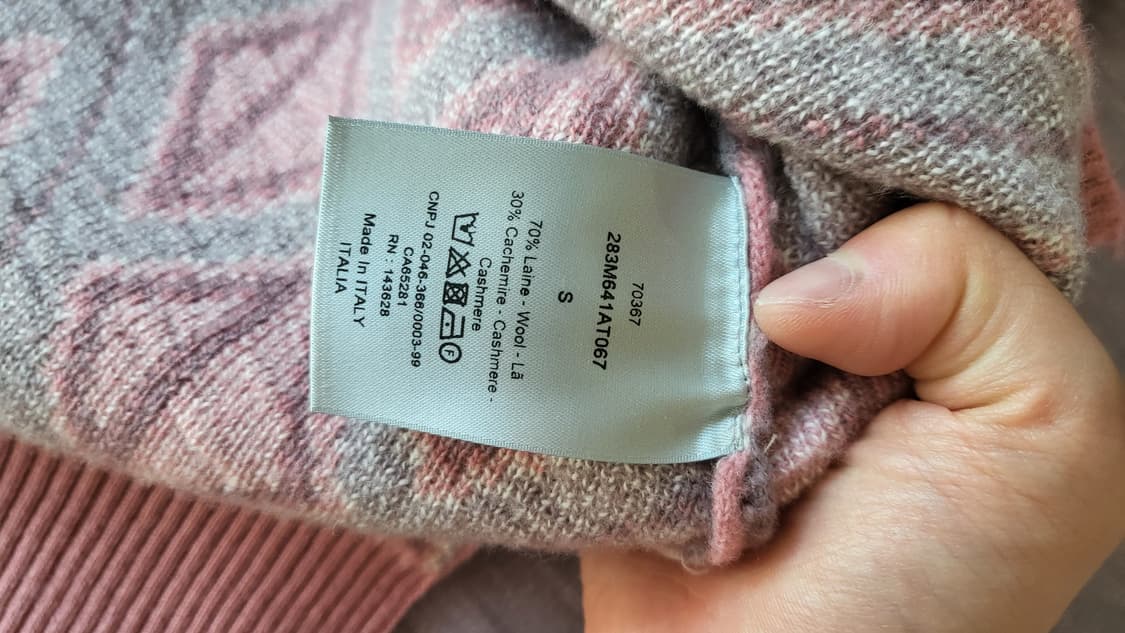 70367
283M641AT067
S
70% Laine - Wool - Lã
30% Cachemire - Cashmere -
Cashmere
F
CNPJ 02-046-366/0003-99
CA65281
RN : 143628
Made In ITALY
ITALIA